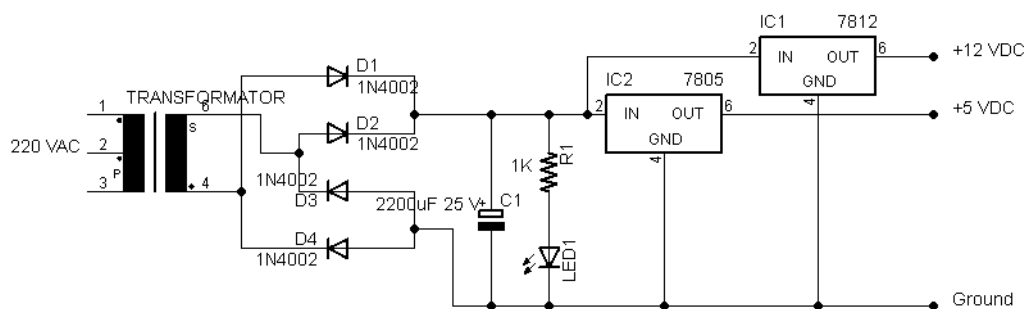 IC1 7812
2 IN OUT 6 +12 VDC
GND
4
D1
1N4002
IC2 7805
TRANSFORMATOR
1 6
2 IN OUT 6 +5 VDC
GND
4
S
D2
1N4002
220 VAC 2
P
1K R1
1N4002
D3
3 4
2200uF 25 V+ C1
D4
1N4002
LED1
Ground